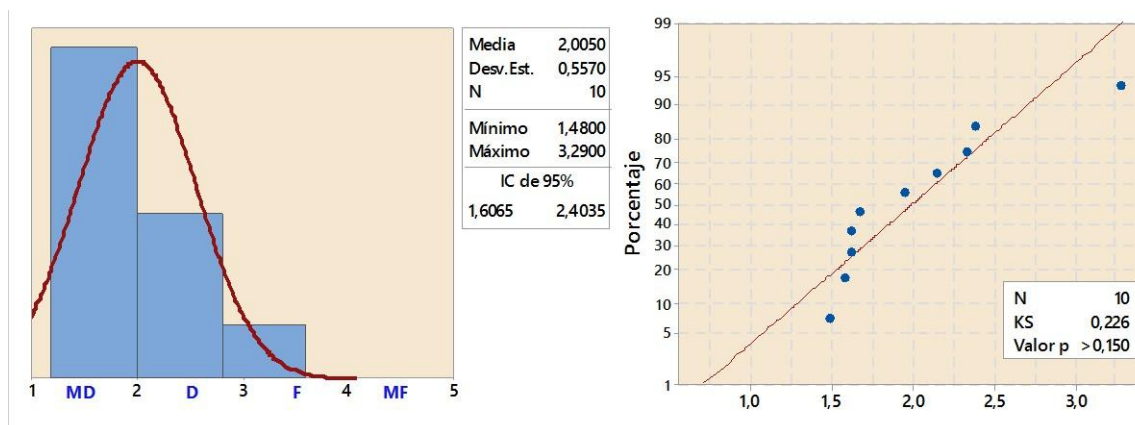 Media 2,0050
Desv.Est. 0,5570
N 10
Mínimo 1,4800
Máximo 3,2900
IC de 95%
1,6065 2,4035
1 MD 2 D 3 F 4 MF 5
Porcentaje
99
95
90
80
70
60
50
40
30
20
10
5
1
N 10
KS 0,226
Valor p >0,150
1,0 1,5 2,0 2,5 3,0